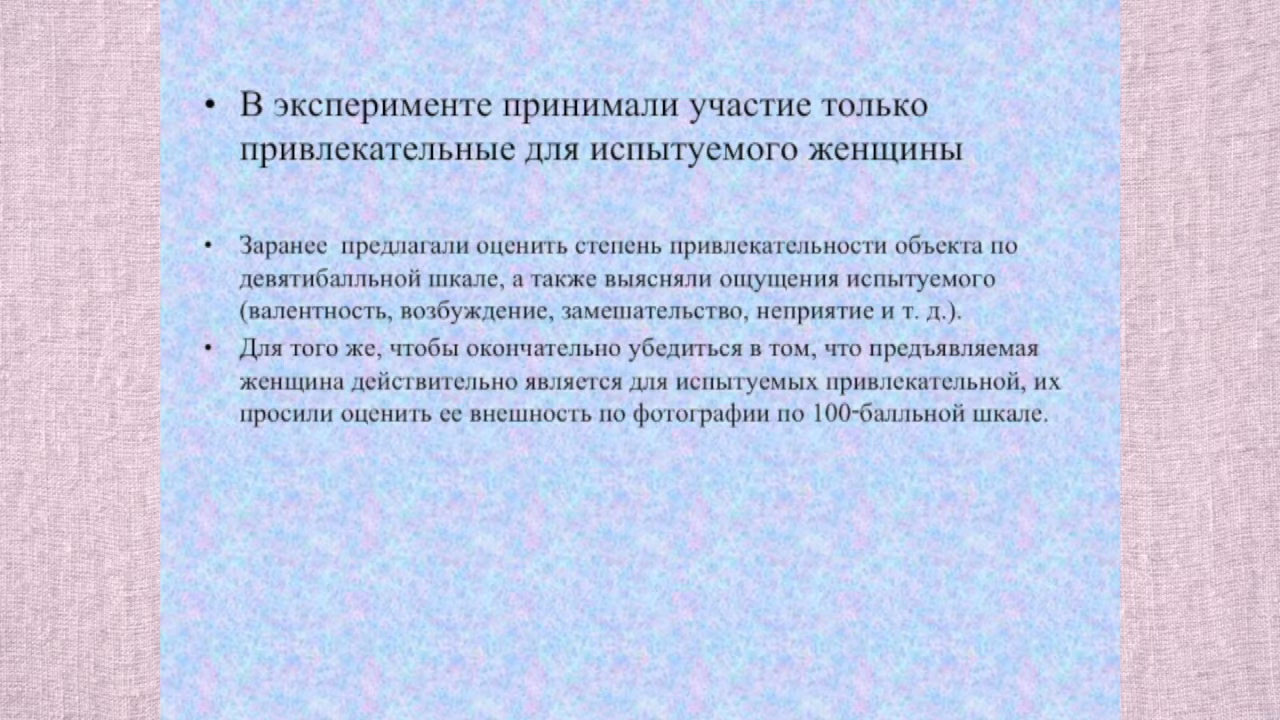 • В эксперименте принимали участие только
привлекательные для испытуемого женщины
• Заранее  предлагали оценить степень привлекательности объекта по
девятибалльной шкале, а также выясняли ощущения испытуемого
(валентность, возбуждение, замешательство, неприятие и т. д.).
• Для того же, чтобы окончательно убедиться в том, что предъявляемая
женщина действительно является для испытуемых привлекательной, их
просили оценить ее внешность по фотографии по 100-балльной шкале.